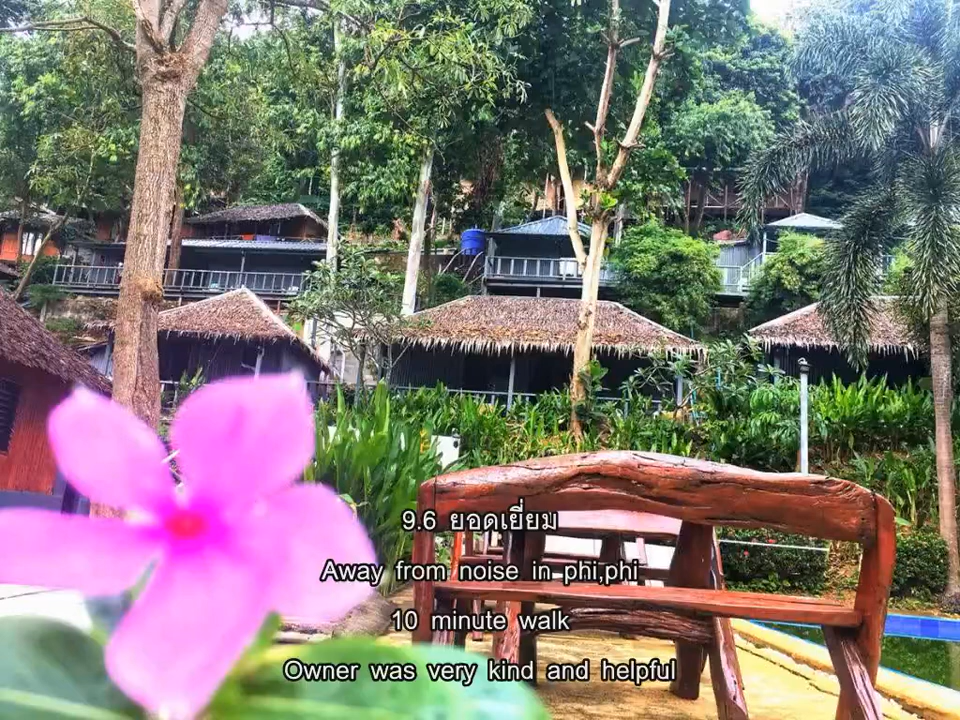 9.6 ยอดเยี่ยม
Away from noise in phi,phi
10 minute walk
Owner was very kind and helpful